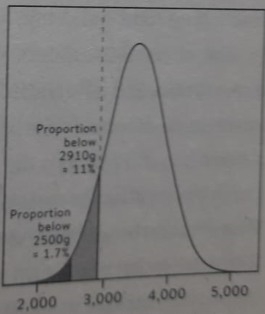 Proportion
below
2910g
= 11%
Proportion
below
2500g
= 1.7%
2,000 3,000 4,000 5,000